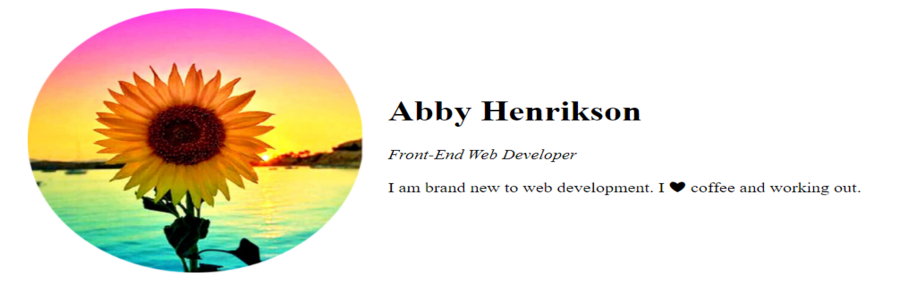 Abby Henrikson
Front-End Web Developer
I am brand new to web development. I ♥ coffee and working out.